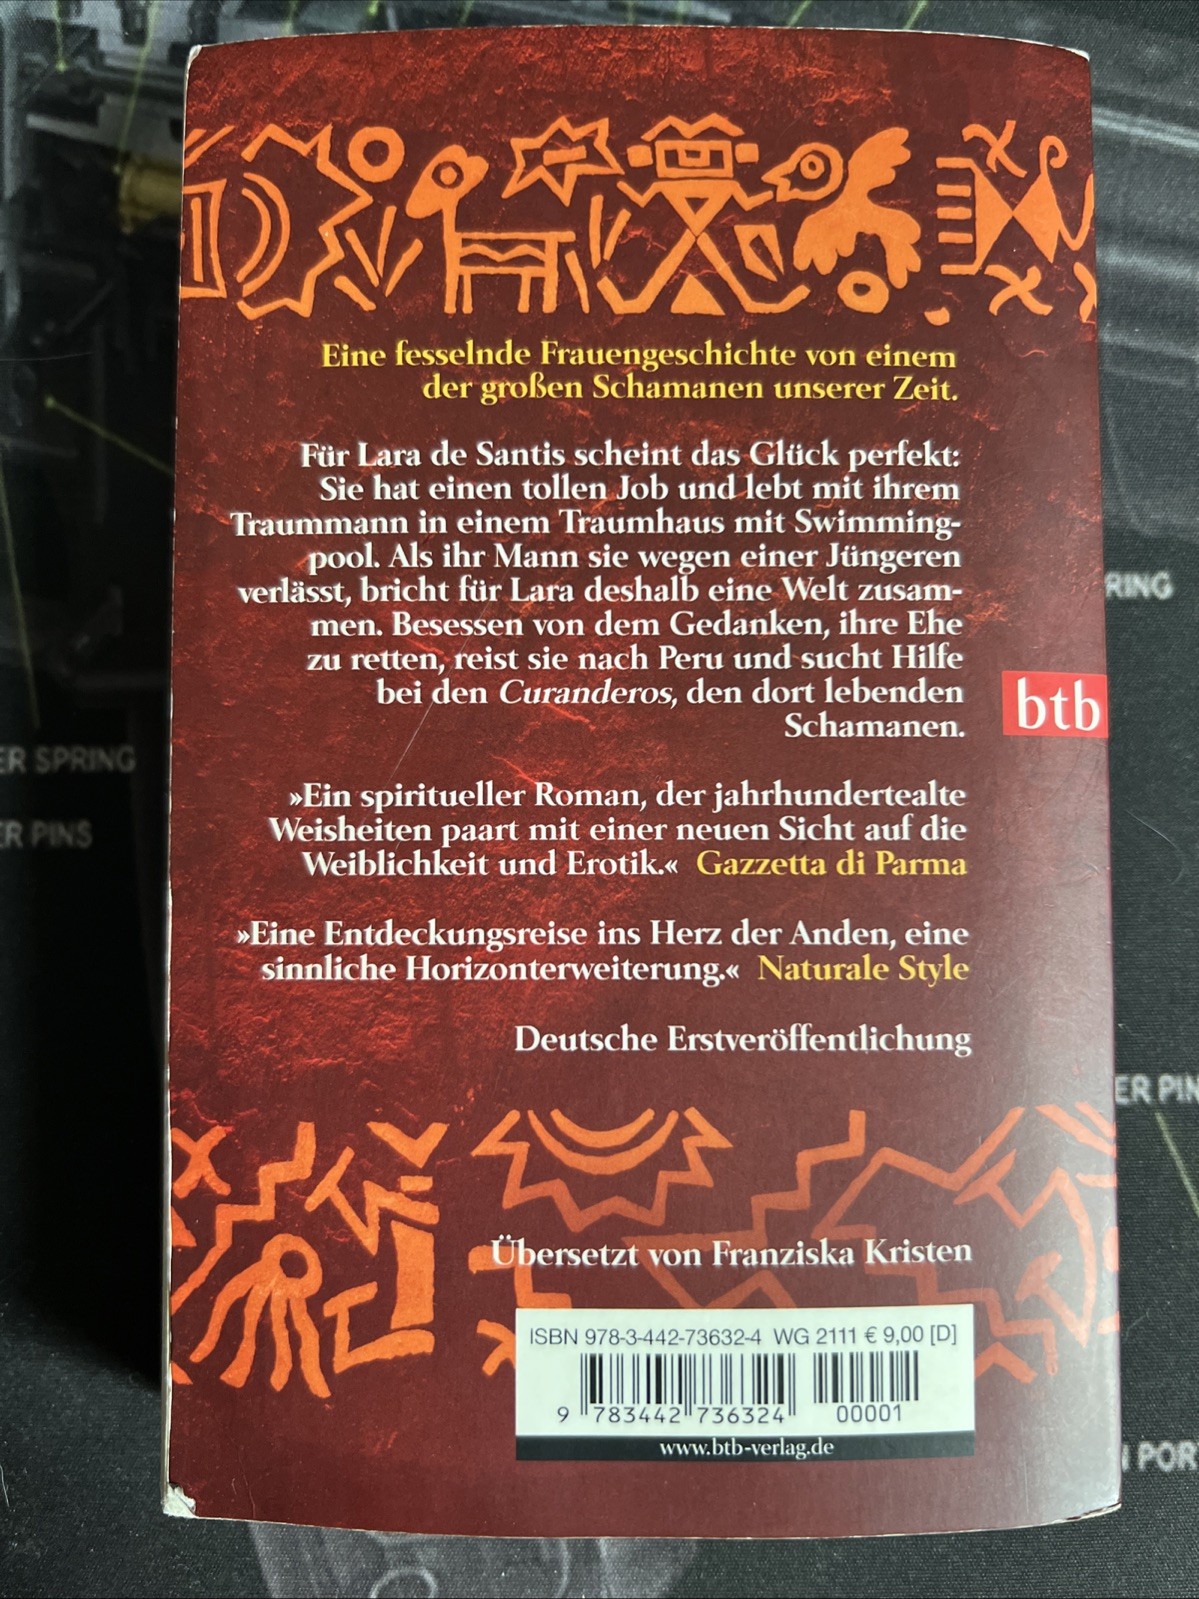 Eine fesselnde Frauengeschichte von einem
der großen Schamanen unserer Zeit.
Für Lara de Santis scheint das Glück perfekt:
Sie hat einen tollen Job und lebt mit ihrem
Traummann in einem Traumhaus mit Swimming-
pool. Als ihr Mann sie wegen einer Jüngeren
verlässt, bricht für Lara deshalb eine Welt zusam-
men. Besessen von dem Gedanken, ihre Ehe
zu retten, reist sie nach Peru und sucht Hilfe
bei den Curanderos, den dort lebenden
Schamanen.
btb
»Ein spiritueller Roman, der jahrhundertealte
Weisheiten paart mit einer neuen Sicht auf die
Weiblichkeit und Erotik.« Gazzetta di Parma
»Eine Entdeckungsreise ins Herz der Anden, eine
sinnliche Horizonterweiterung.« Naturale Style
Deutsche Erstveröffentlichung
Übersetzt von Franziska Kristen
ISBN 978-3-442-73632-4 WG 2111 € 9,00 [D]
9 783442 736324 00001
www.btb-verlag.de
RING
ER SPRING
ER PINS
ER PIN
POR